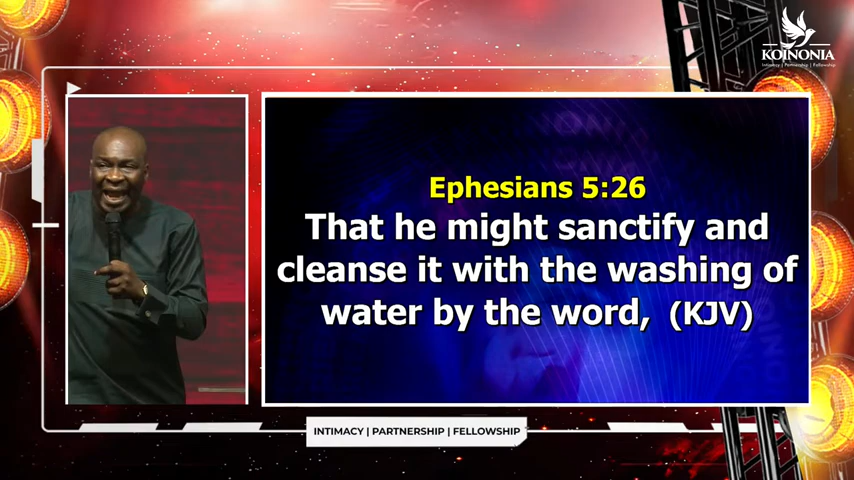 KOINONIA
Intimacy | Partnership | Fellowship
Ephesians 5:26
That he might sanctify and
cleanse it with the washing of
water by the word, (KJV)
INTIMACY | PARTNERSHIP | FELLOWSHIP